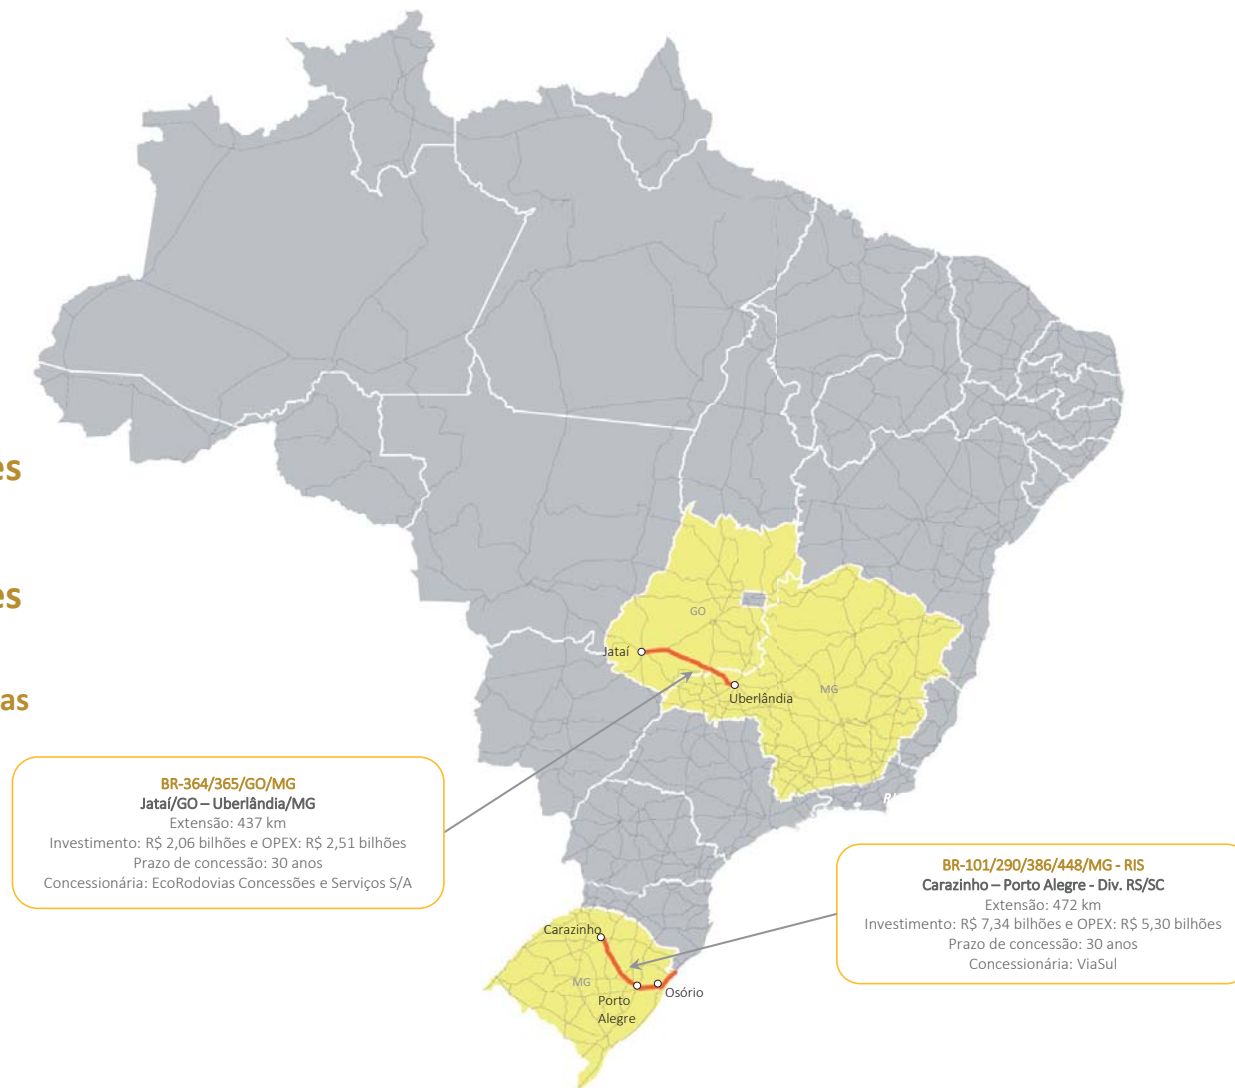 es
es
as
GO
Jataí
MG
Uberlândia
BR-364/365/GO/MG
Jataí/GO – Uberlândia/MG
Extensão: 437 km
Investimento: R$ 2,06 bilhões e OPEX: R$ 2,51 bilhões
Prazo de concessão: 30 anos
Concessionária: EcoRodovias Concessões e Serviços S/A
BR-101/290/386/448/MG - RIS
Carazinho – Porto Alegre - Div. RS/SC
Extensão: 472 km
Investimento: R$ 7,34 bilhões e OPEX: R$ 5,30 bilhões
Prazo de concessão: 30 anos
Concessionária: ViaSul
Carazinho
MG
Porto
Alegre
Osório